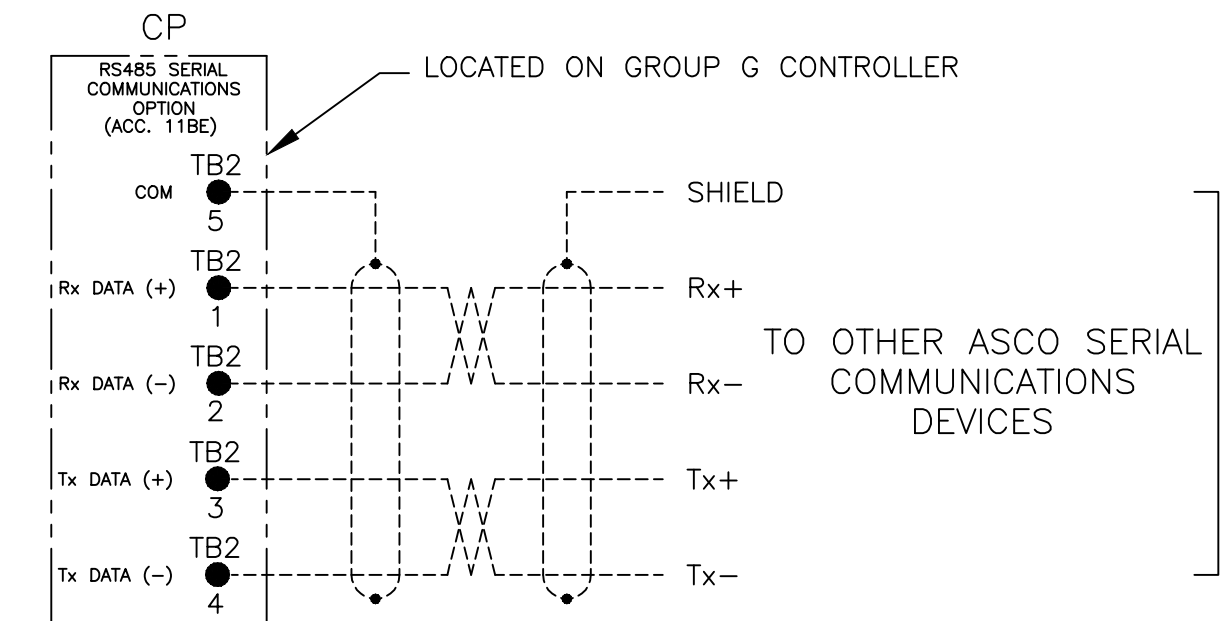 CP
RS485 SERIAL
COMMUNICATIONS
OPTION
(ACC. 11BE)
LOCATED ON GROUP G CONTROLLER
TB2
COM
5
SHIELD
TB2
Rx DATA (+)
1
Rx+
TB2
Rx DATA (-)
2
Rx-
TB2
Tx DATA (+)
3
Tx+
TB2
Tx DATA (-)
4
Tx-
TO OTHER ASCO SERIAL
COMMUNICATIONS
DEVICES